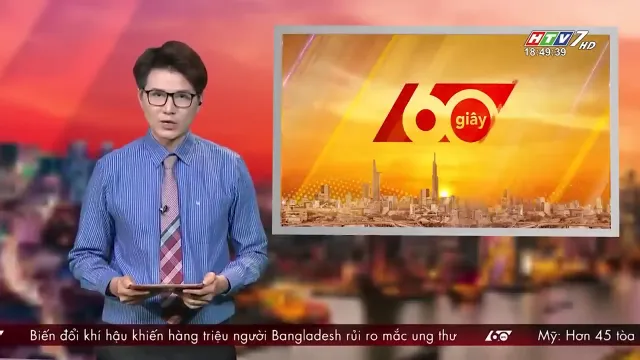 HTV7 HD
18:49:39
60 giây
Biến đổi khí hậu khiến hàng triệu người Bangladesh rủi ro mắc ung thư
60
Mỹ: Hơn 45 tòa